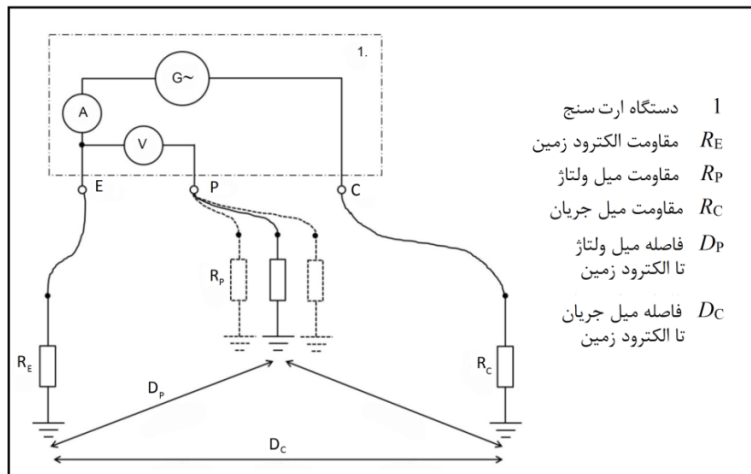 1.
G~
A
V
E
P
C
R_P
R_E
R_C
D_P
D_C
1 دستگاه ارت سنج
R_E مقاومت الکترود زمین
R_P مقاومت میل ولتاژ
R_C مقاومت میل جریان
D_P فاصله میل ولتاژ
تا الکترود زمین
D_C فاصله میل جریان
تا الکترود زمین